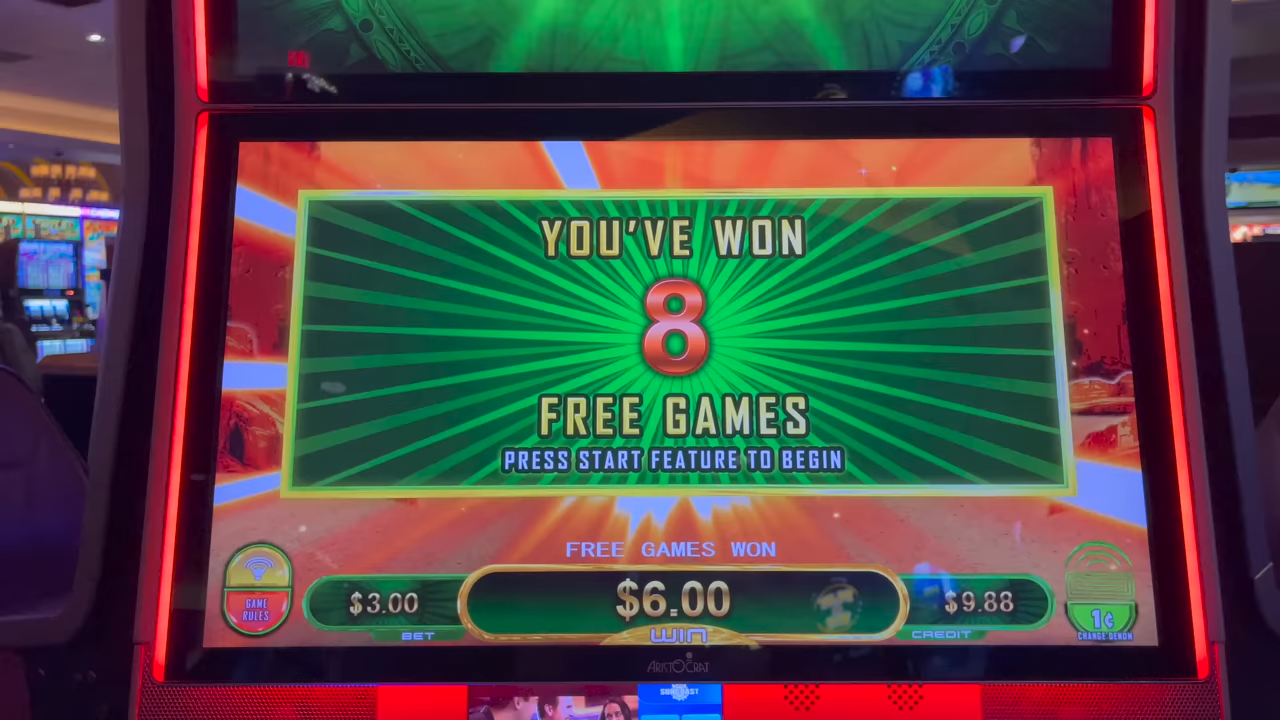 YOU'VE WON
8
FREE GAMES
PRESS START FEATURE TO BEGIN
FREE GAMES WON
GAME
RULES
$3.00
BET
$6.00
WIN
$9.88
CREDIT
1¢
CHANGE DENOM
ARISTOCRAT
SUNCOAST